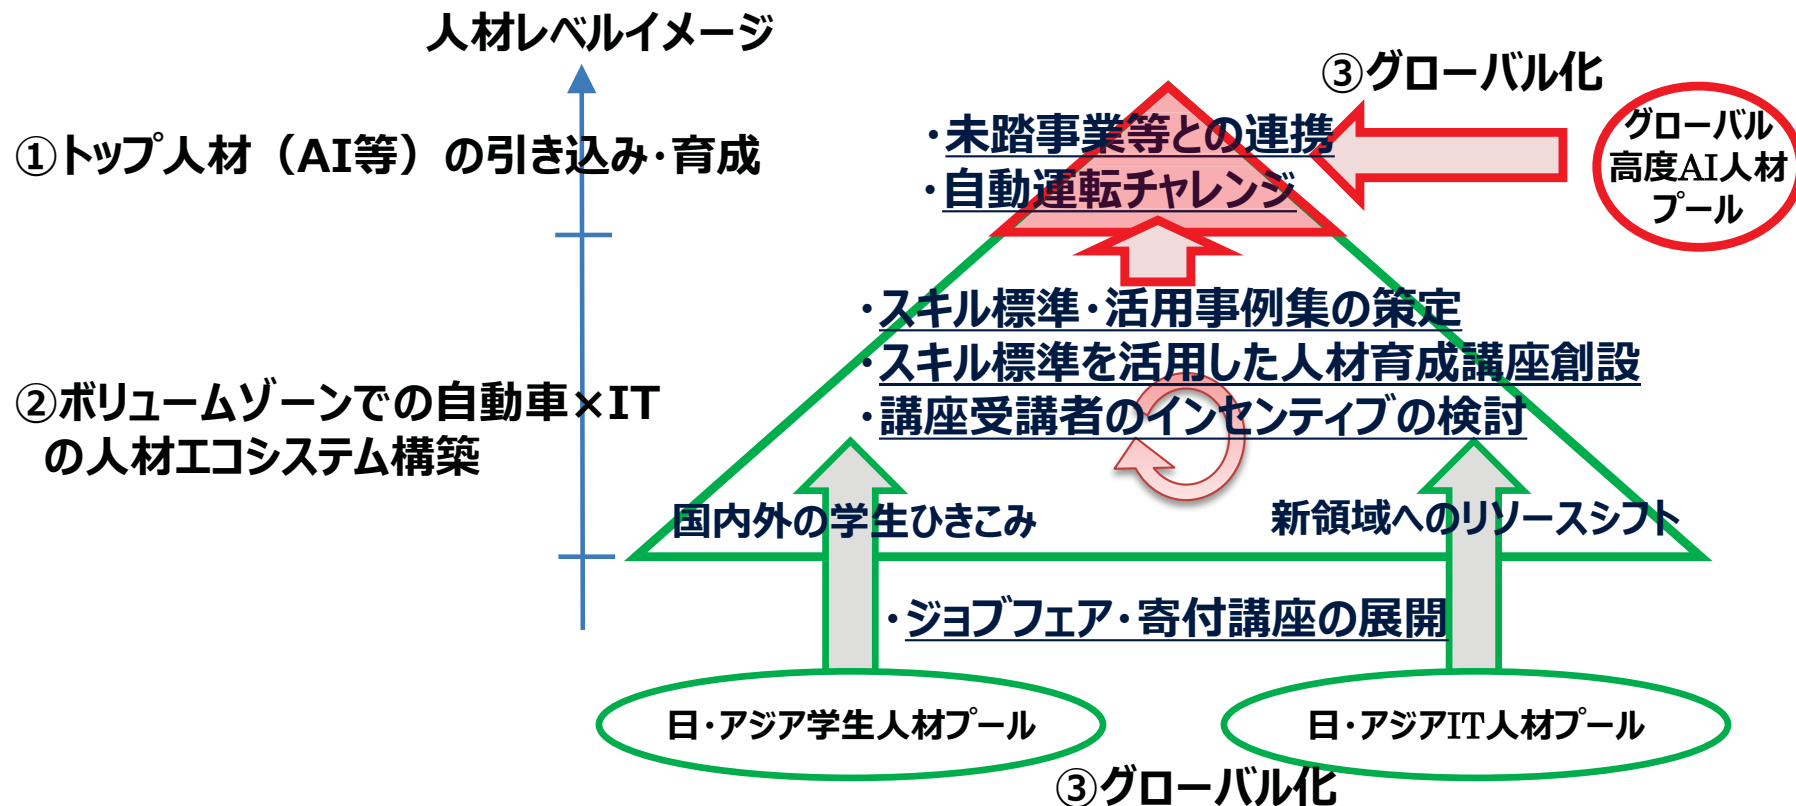 人材レベルイメージ
③グローバル化
①トップ人材（AI等）の引き込み・育成
・未踏事業等との連携
・自動運転チャレンジ
グローバル
高度AI人材
プール
・スキル標準・活用事例集の策定
・スキル標準を活用した人材育成講座創設
・講座受講者のインセンティブの検討
②ボリュームゾーンでの自動車×IT
の人材エコシステム構築
国内外の学生ひきこみ
新領域へのリソースシフト
・ジョブフェア・寄付講座の展開
日・アジア学生人材プール
日・アジアIT人材プール
③グローバル化